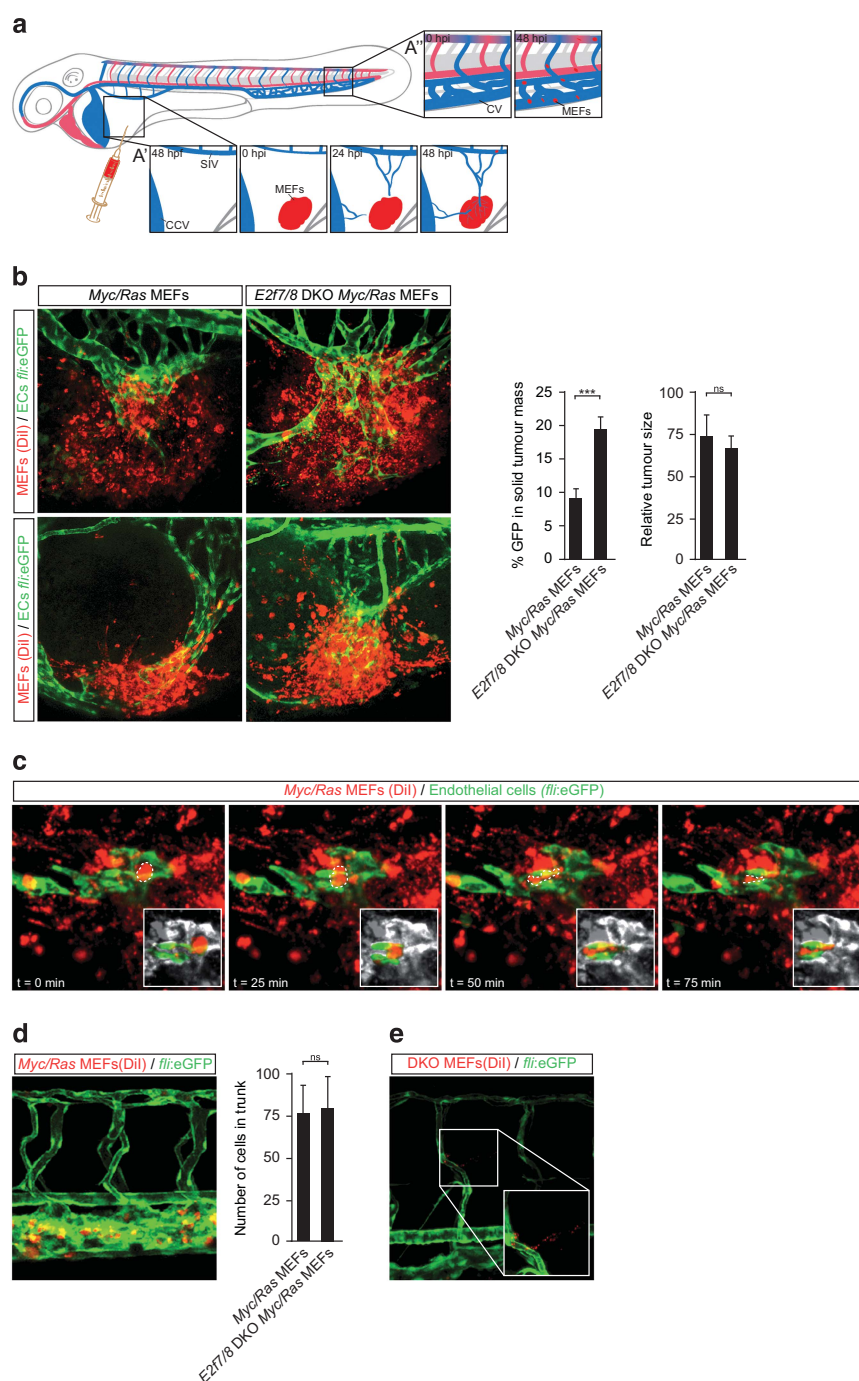 a
A''
0 hpi
48 hpi
CV
MEFs
A'
48 hpi
SIV
CCV
0 hpi
MEFs
24 hpi
48 hpi
b
Myc/Ras MEFs
E2f7/8 DKO Myc/Ras MEFs
MEFs (DiI) / ECs fli:eGFP
MEFs (DiI) / ECs fli:eGFP
% GFP in solid tumour mass
25
20
15
10
5
0
***
Myc/Ras MEFs
E2f7/8 DKO Myc/Ras MEFs
Relative tumour size
100
75
50
25
0
ns
Myc/Ras MEFs
E2f7/8 DKO Myc/Ras MEFs
c
Myc/Ras MEFs (DiI) / Endothelial cells (fli:eGFP)
t = 0 min
t = 25 min
t = 50 min
t = 75 min
d
Myc/Ras MEFs(DiI) / fli:eGFP
Number of cells in trunk
100
75
50
25
0
ns
Myc/Ras MEFs
E2f7/8 DKO Myc/Ras MEFs
e
DKO MEFs(DiI) / fli:eGFP